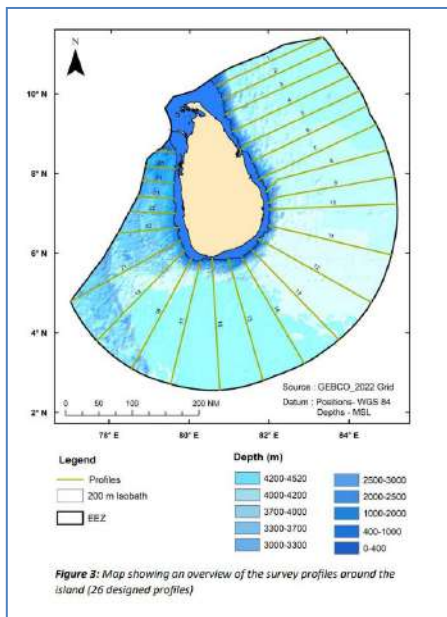 N
10° N
8° N
6° N
4° N
2° N
Source : GEBCO_2022 Grid
Datum : Positions- WGS 84
Depths - MSL
0 50 100 200 NM
76° E 80° E 82° E 84° E
Legend
Profiles
200 m Isobath
EEZ
Depth (m)
4200-4520
4000-4200
3700-4000
3300-3700
3000-3300
2500-3000
2000-2500
1000-2000
400-1000
0-400
Figure 3: Map showing an overview of the survey profiles around the
island (26 designed profiles)